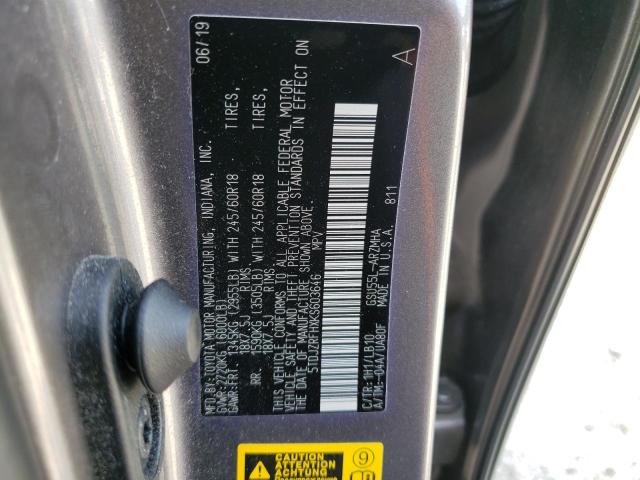 MFD. BY: TOYOTA MOTOR MANUFACTURING, INDIANA, INC. 06/19
GVWR: 2720KG (6000LB)
GAWR: FRT. 1345KG (2965LB) WITH 245/60R18 TIRES,
18X7.5J RIMS
RR. 1590KG (3505LB) WITH 245/60R18 TIRES,
18X7.5J RIMS
THIS VEHICLE CONFORMS TO ALL APPLICABLE FEDERAL MOTOR
VEHICLE SAFETY AND THEFT PREVENTION STANDARDS IN EFFECT ON
THE DATE OF MANUFACTURE SHOWN ABOVE.
5TDJZRFHXKS603646 MPV
A
C/TR: 1H1/LB10 GSU55L-ARZMHA
A/TM: -04A/UA80F MADE IN U.S.A. 811
CAUTION
ATTENTION
ACHTUNG
9